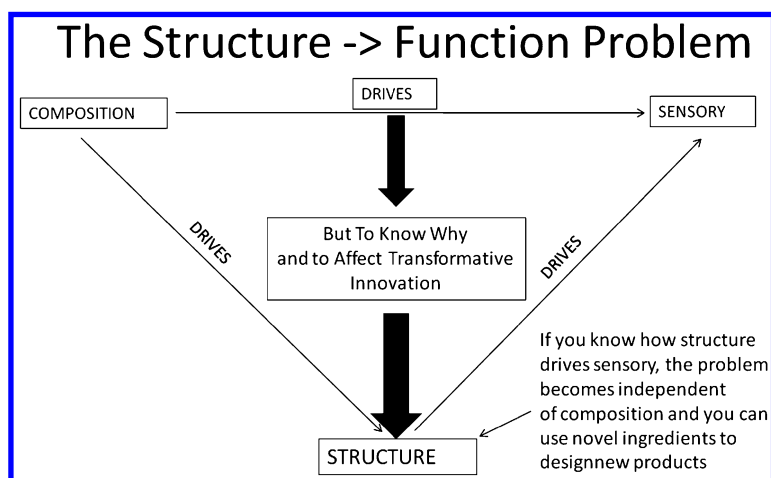 The Structure -> Function Problem
DRIVES
COMPOSITION
SENSORY
DRIVES
DRIVES
But To Know Why
and to Affect Transformative
Innovation
If you know how structure
drives sensory, the problem
becomes independent
of composition and you can
use novel ingredients to
designnew products
STRUCTURE